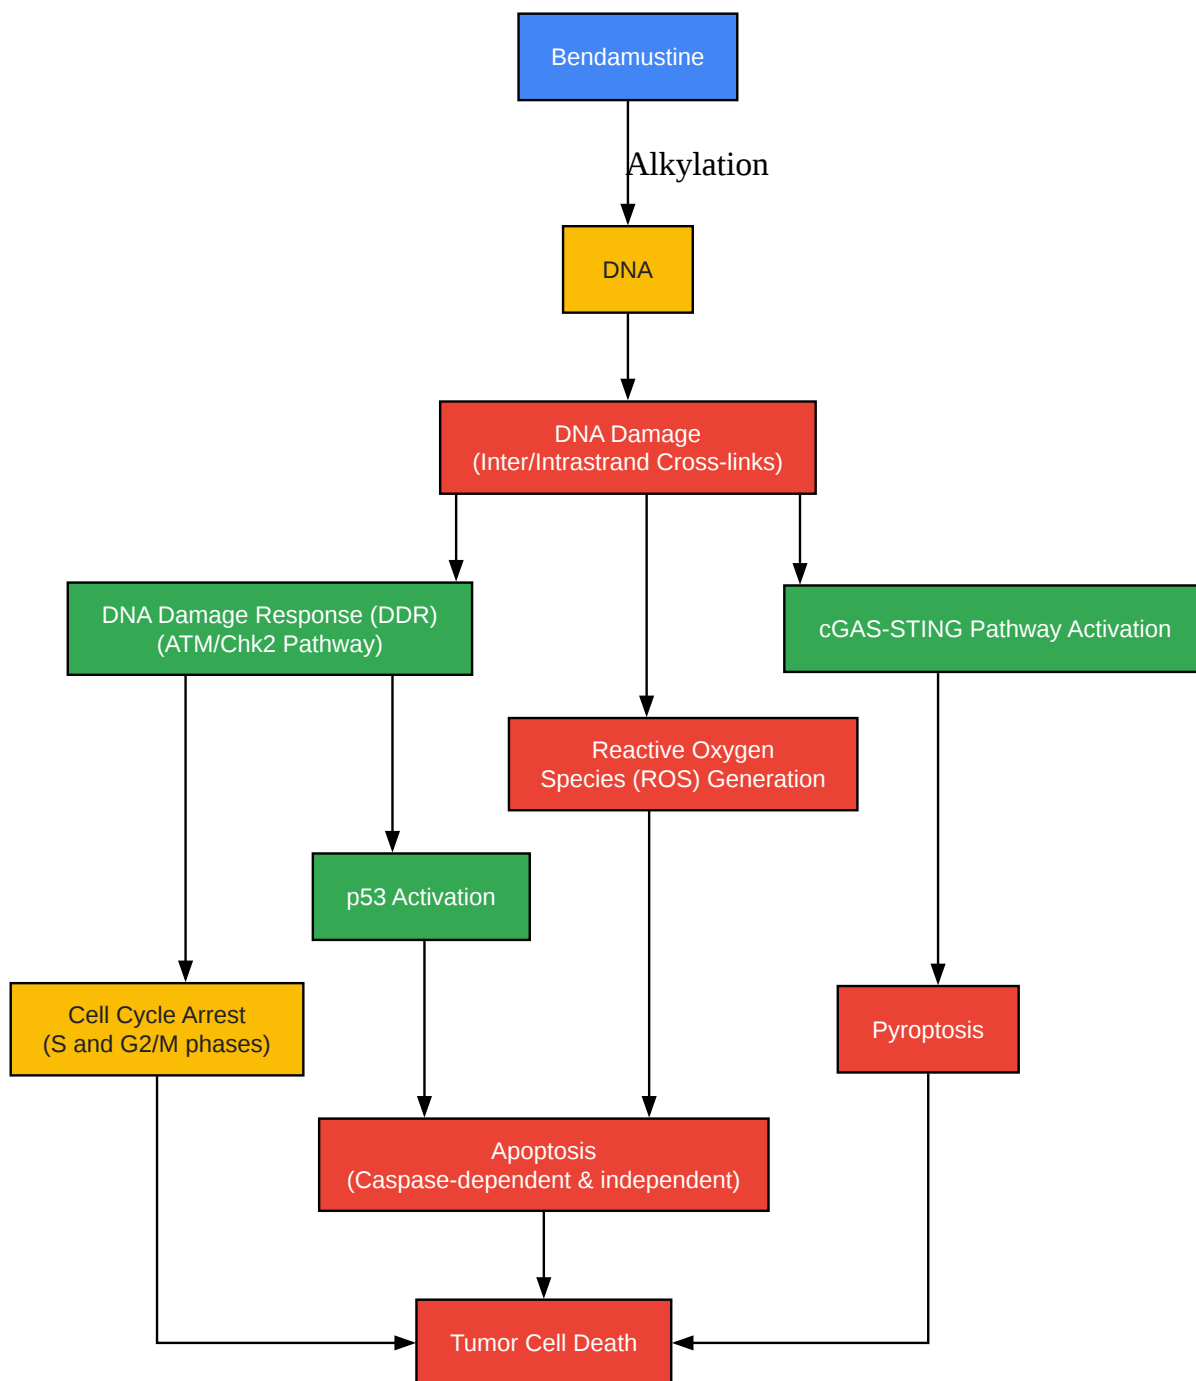 Bendamustine
Alkylation
DNA
DNA Damage
(Inter/Intrastrand Cross-links)
DNA Damage Response (DDR)
(ATM/Chk2 Pathway)
cGAS-STING Pathway Activation
Reactive Oxygen
Species (ROS) Generation
p53 Activation
Cell Cycle Arrest
(S and G2/M phases)
Pyroptosis
Apoptosis
(Caspase-dependent & independent)
Tumor Cell Death